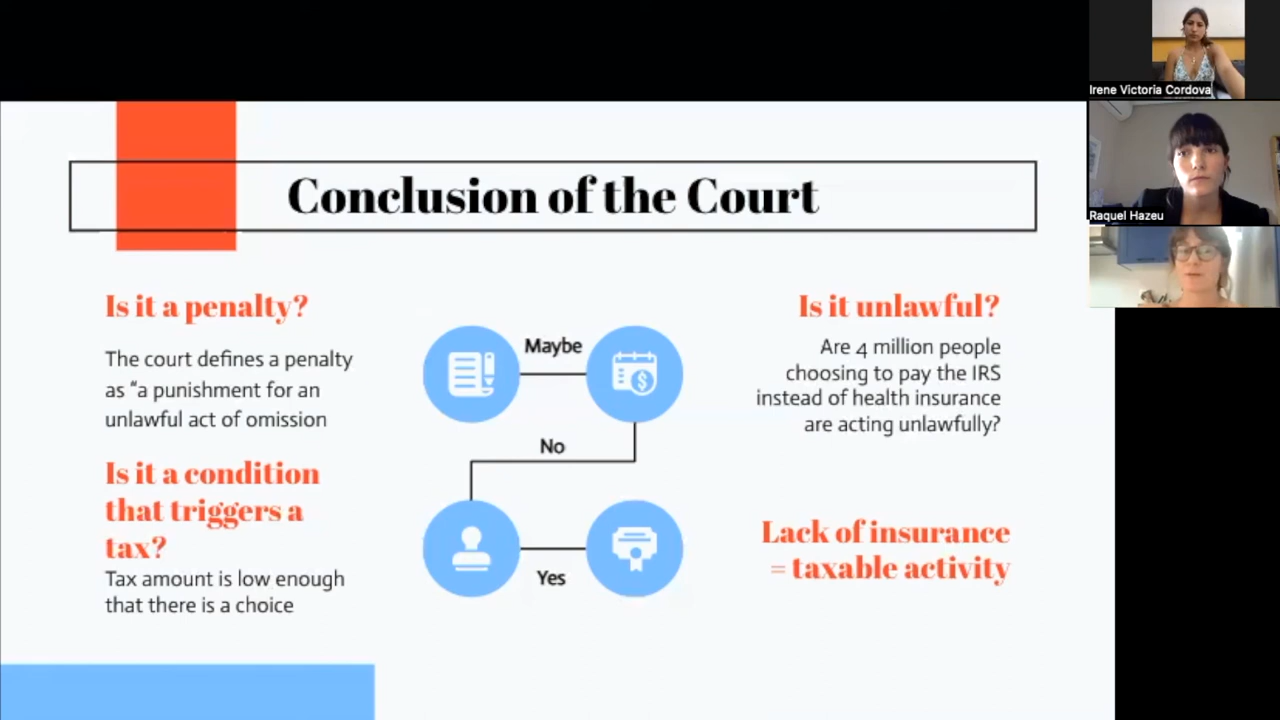 Conclusion of the Court
Is it a penalty?
The court defines a penalty
as “a punishment for an
unlawful act of omission
Is it a condition
that triggers a
tax?
Tax amount is low enough
that there is a choice
Maybe
No
Yes
Is it unlawful?
Are 4 million people
choosing to pay the IRS
instead of health insurance
are acting unlawfully?
Lack of insurance
= taxable activity
Irene Victoria Cordova
Raquel Hazeu